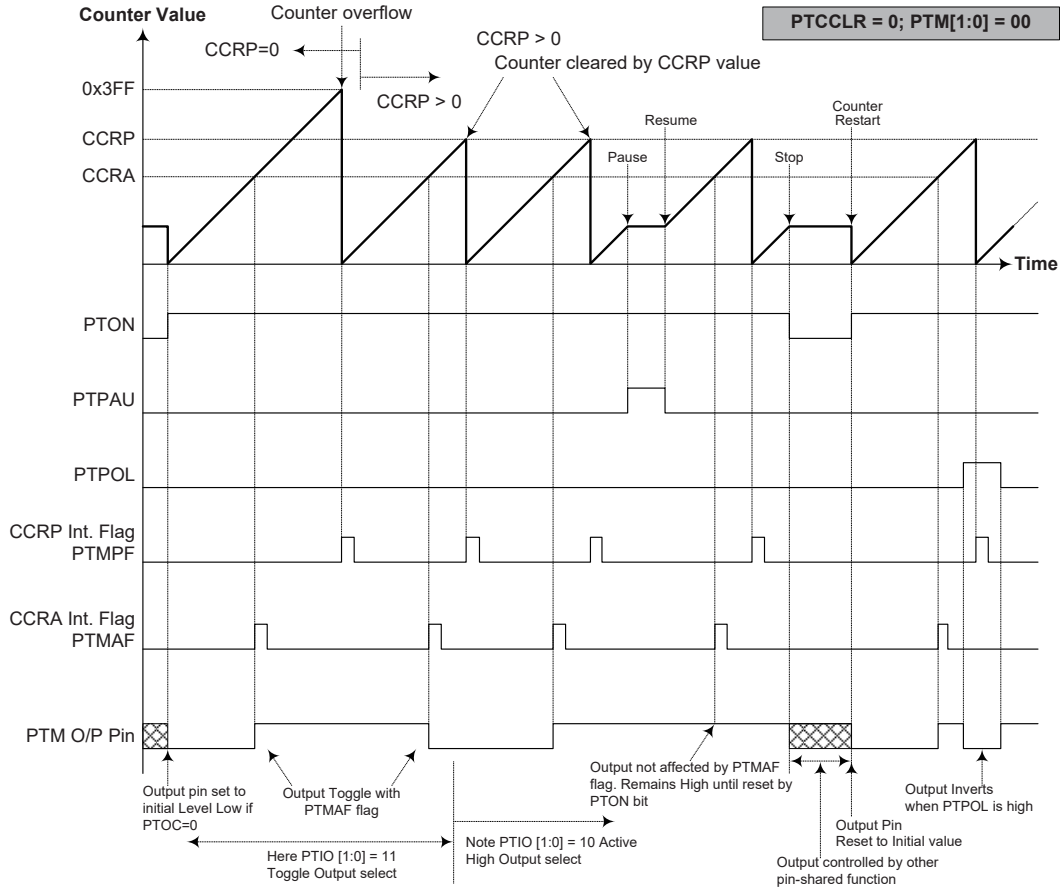 Counter Value
Counter overflow
PTCCLR = 0; PTM[1:0] = 00
CCRP=0
CCRP > 0
CCRP > 0
Counter cleared by CCRP value
0x3FF
CCRP
CCRA
Pause
Resume
Stop
Counter
Restart
Time
PTON
PTPAU
PTPOL
CCRP Int. Flag
PTMPF
CCRA Int. Flag
PTMAF
PTM O/P Pin
Output pin set to
initial Level Low if
PTOC=0
Output Toggle with
PTMAF flag
Output not affected by PTMAF
flag. Remains High until reset by
PTON bit
Output Inverts
when PTPOL is high
Output Pin
Reset to Initial value
Here PTIO [1:0] = 11
Toggle Output select
Note PTIO [1:0] = 10 Active
High Output select
Output controlled by other
pin-shared function